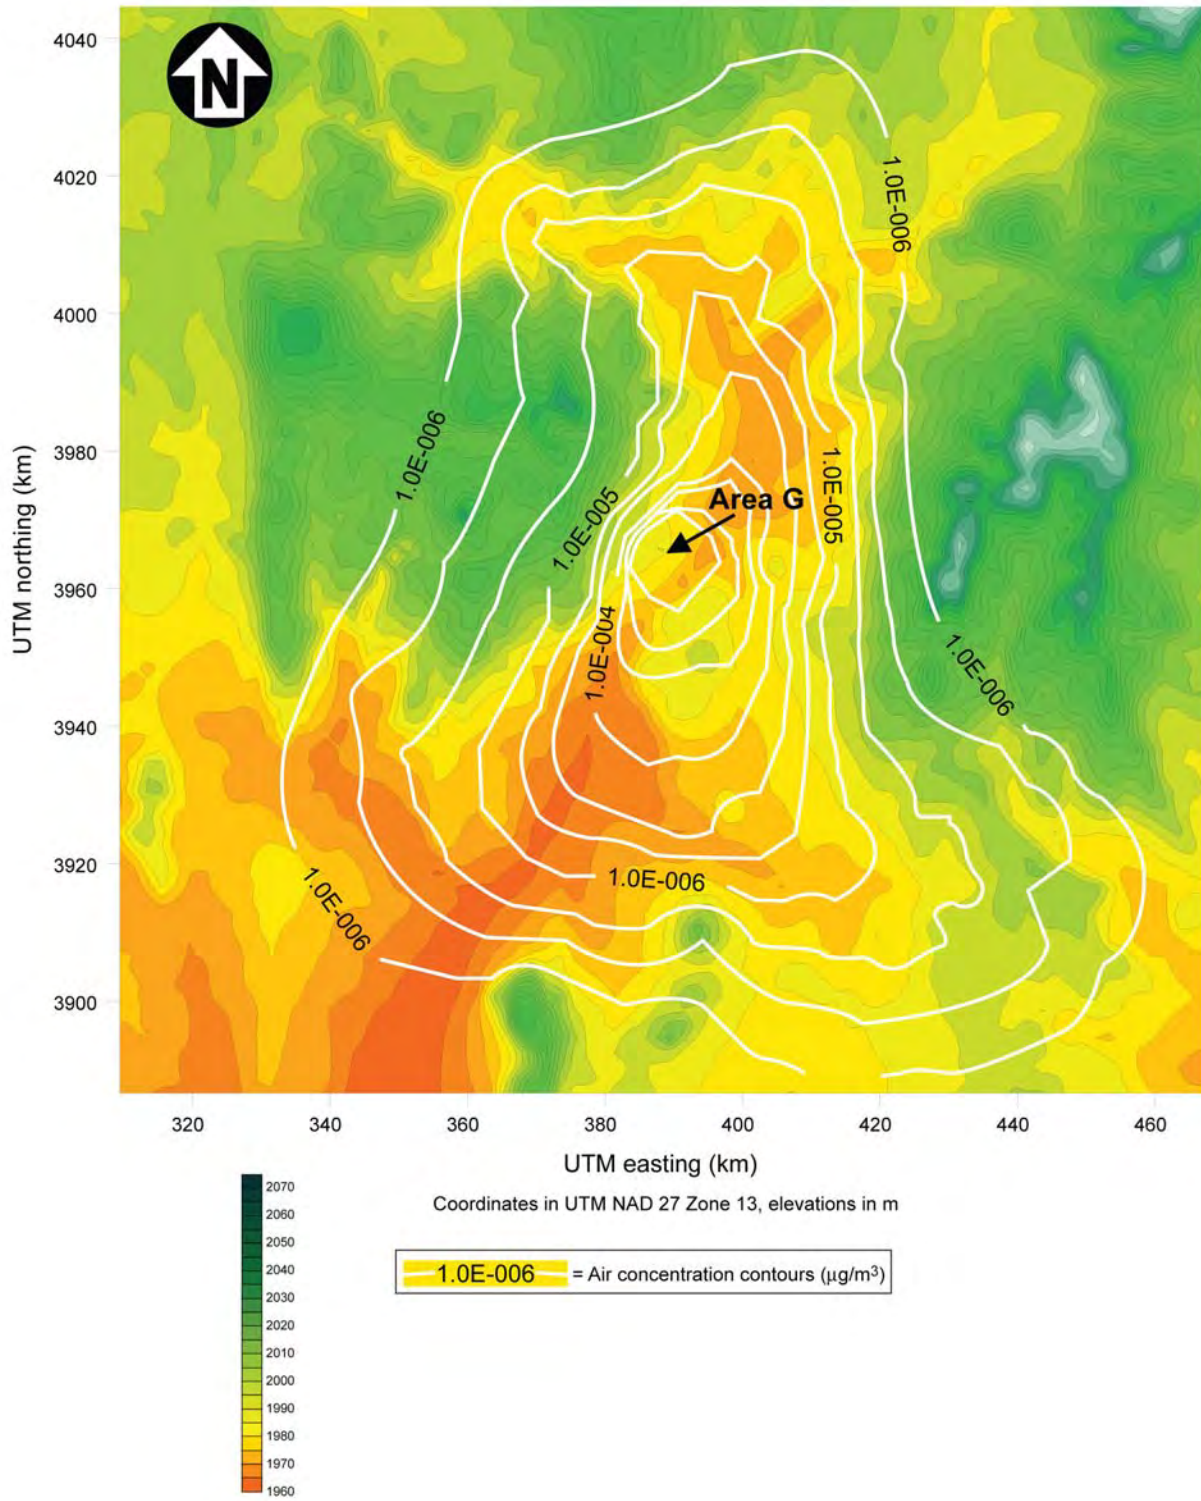 N
4040
4020
4000
3980
3960
3940
3920
3900
UTM northing (km)
1.0E-006
1.0E-006
1.0E-005
Area G
1.0E-005
1.0E-004
1.0E-006
1.0E-006
1.0E-006
320
340
360
380
400
420
440
460
UTM easting (km)
Coordinates in UTM NAD 27 Zone 13, elevations in m
2070
2060
2050
2040
2030
2020
2010
2000
1990
1980
1970
1960
1.0E-006 = Air concentration contours (μg/m³)